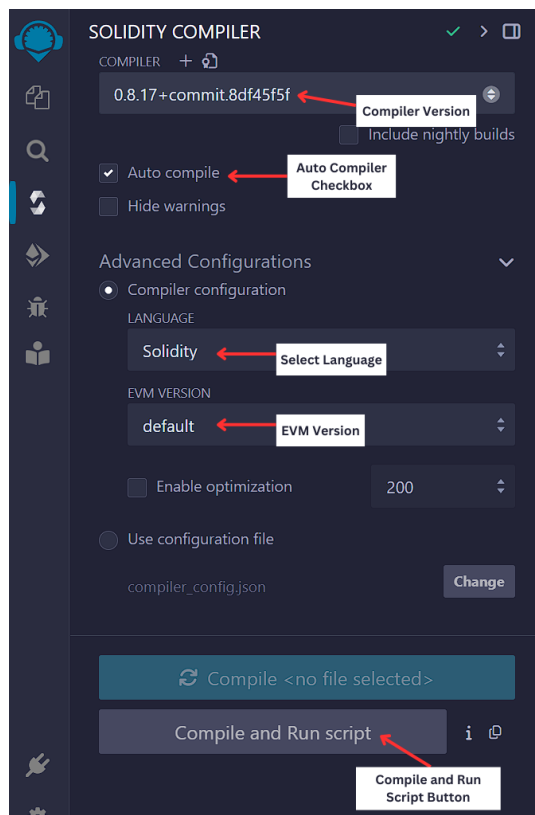 SOLIDITY COMPILER
COMPILER
0.8.17+commit.8df45f5f
Compiler Version
Include nightly builds
Auto compile
Auto Compiler
Checkbox
Hide warnings
Advanced Configurations
Compiler configuration
LANGUAGE
Solidity
Select Language
EVM VERSION
default
EVM Version
Enable optimization
200
Use configuration file
compiler_config.json
Change
Compile <no file selected>
Compile and Run script
Compile and Run
Script Button